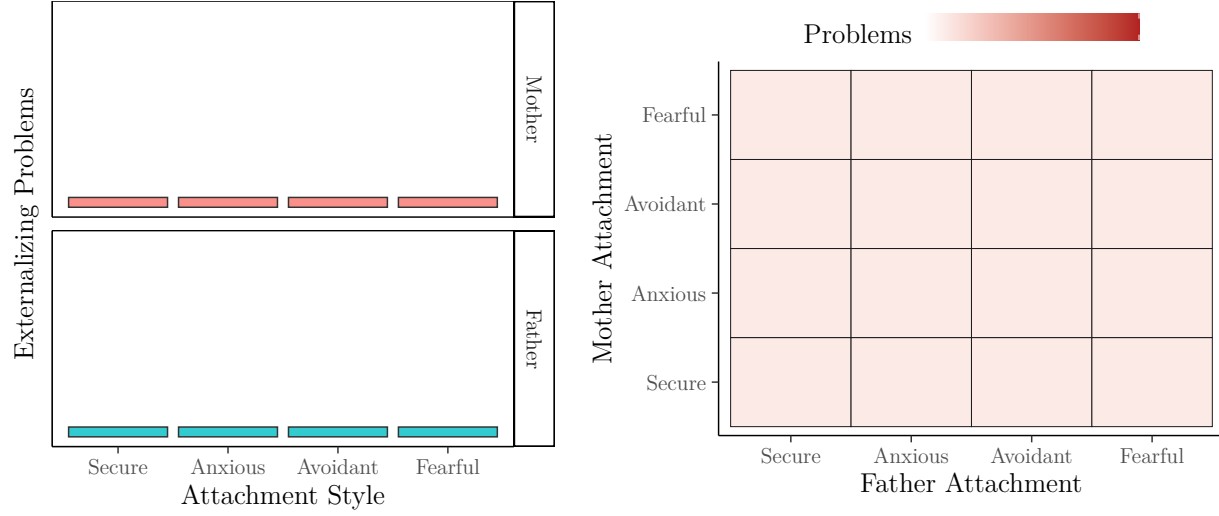 Externalizing Problems
Mother
Father
Secure Anxious Avoidant Fearful
Attachment Style
Problems
Mother Attachment
Fearful
Avoidant
Anxious
Secure
Secure Anxious Avoidant Fearful
Father Attachment